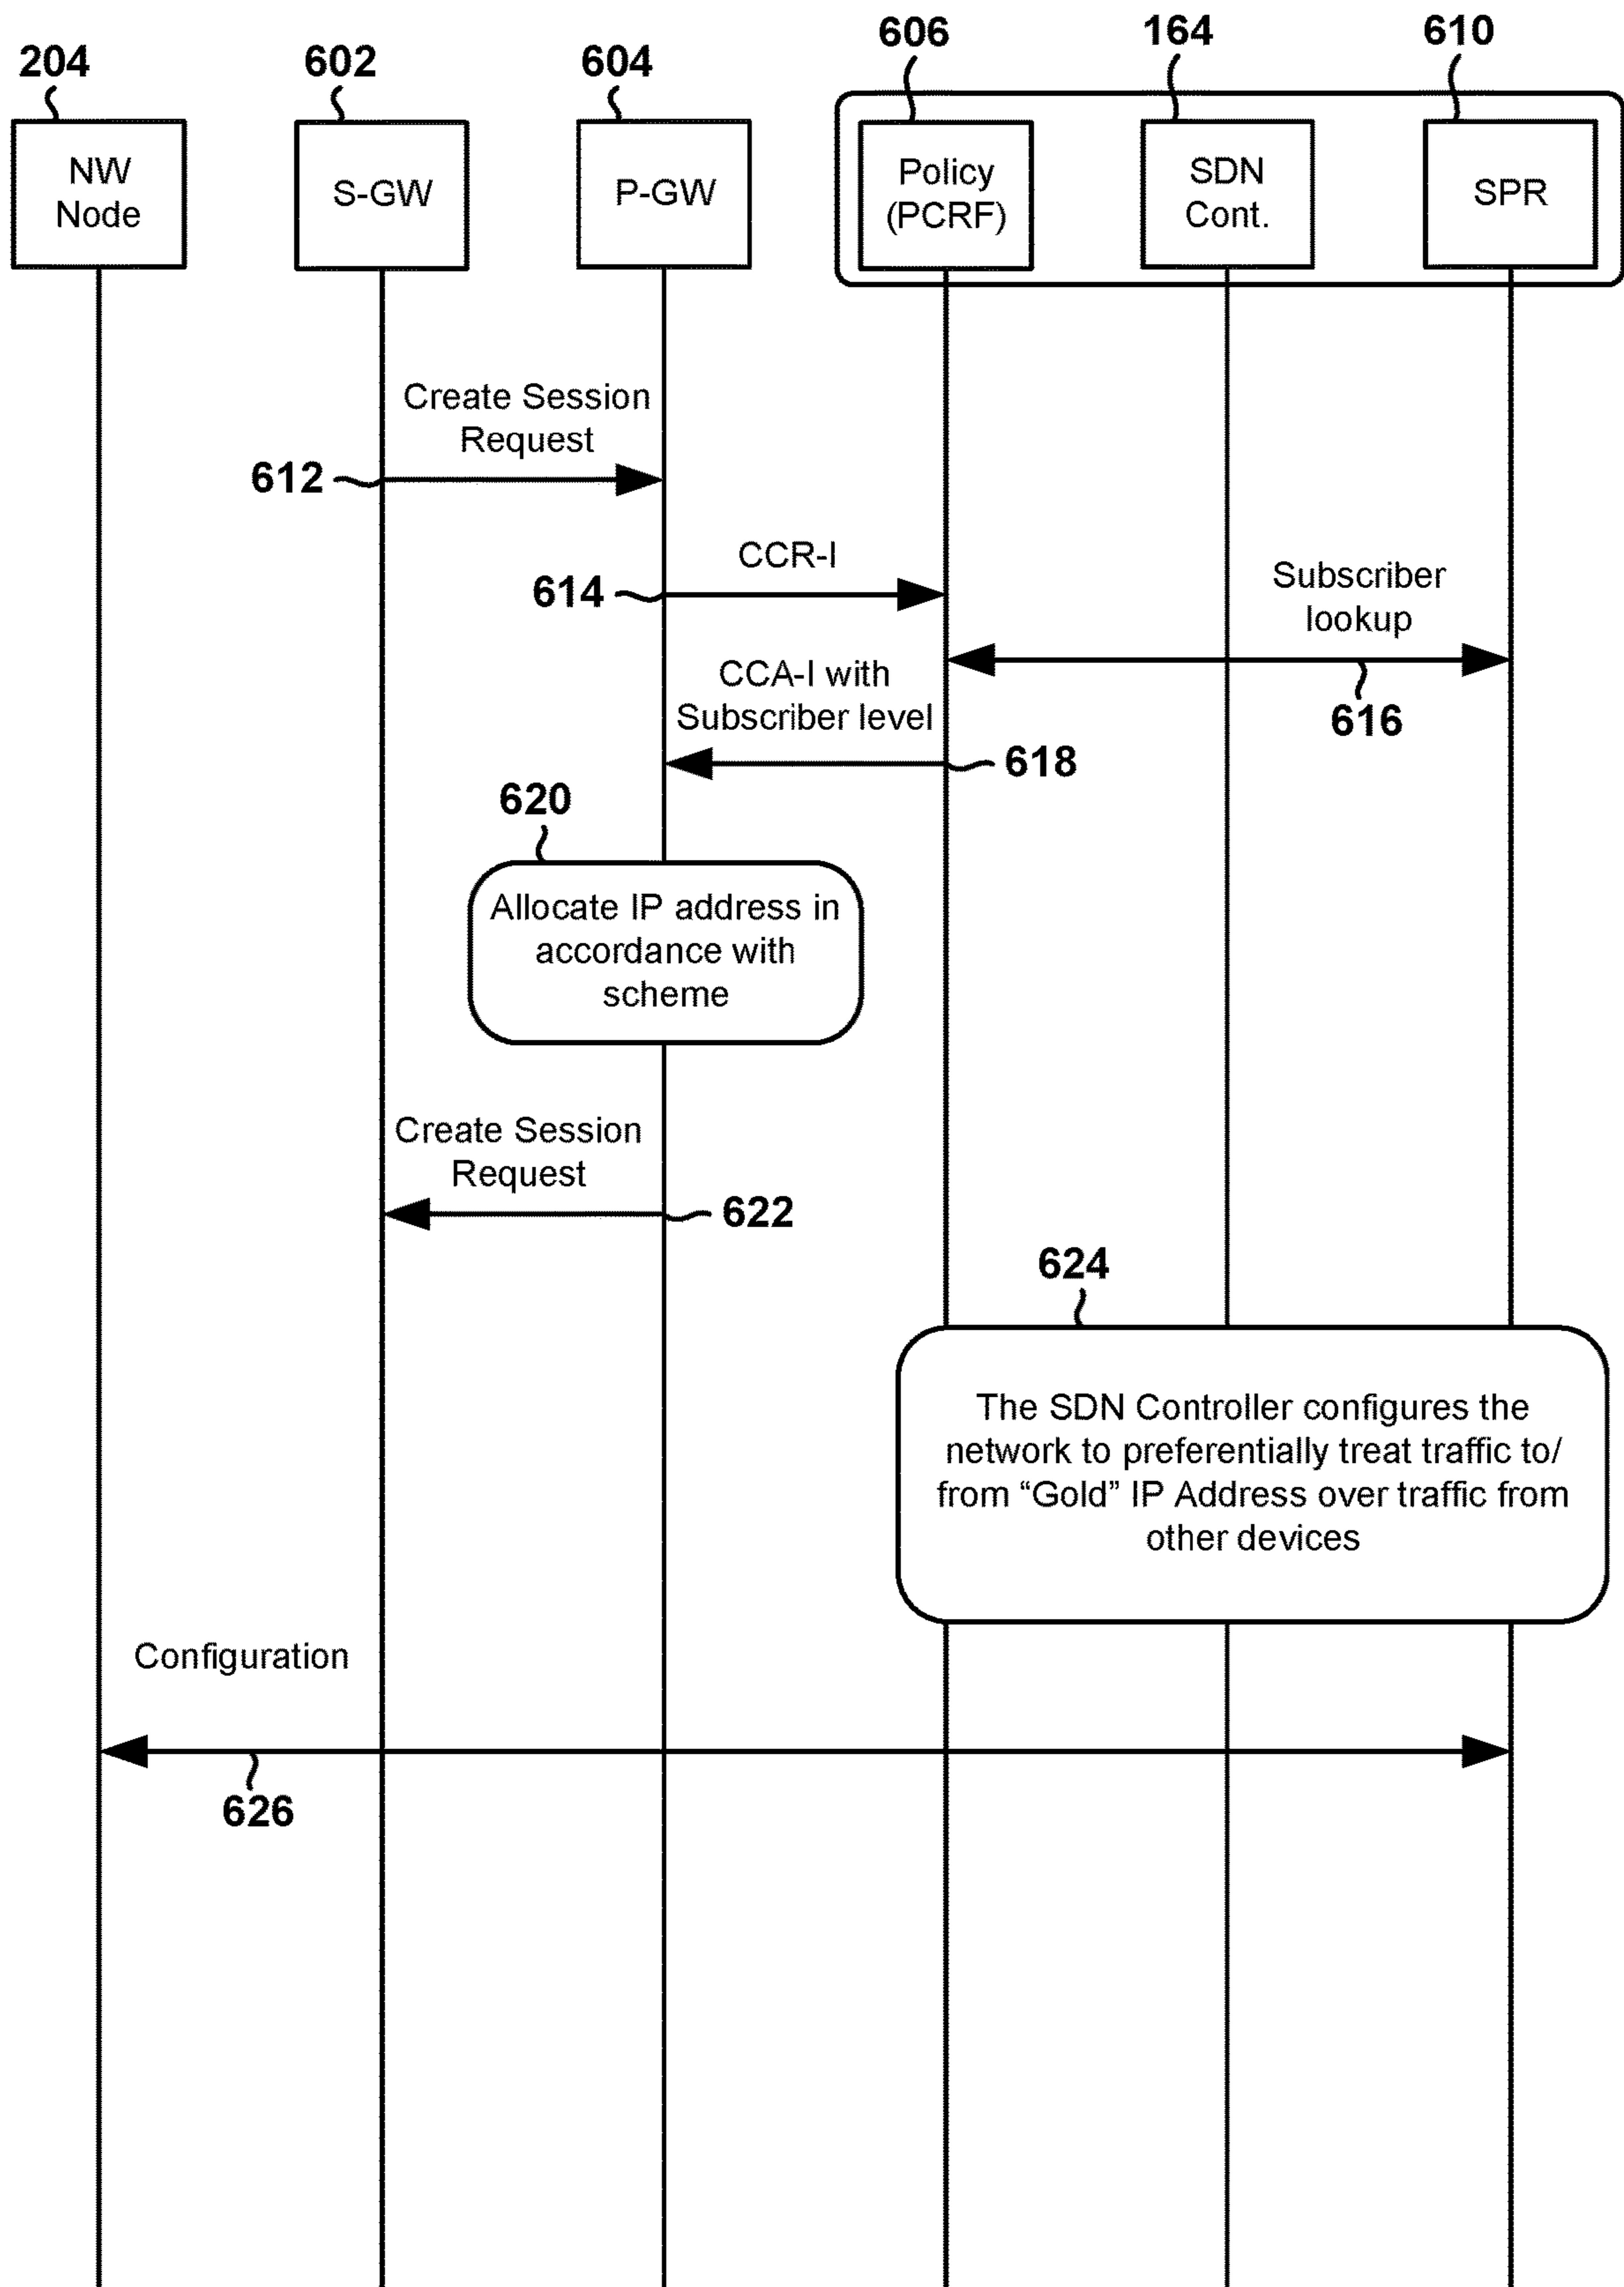 204
602
604
606
164
610
NW
Node
S-GW
P-GW
Policy
(PCRF)
SDN
Cont.
SPR
Create Session
Request
612
CCR-I
614
Subscriber
lookup
616
CCA-I with
Subscriber level
618
620
Allocate IP address in
accordance with
scheme
Create Session
Request
622
624
The SDN Controller configures the
network to preferentially treat traffic to/
from “Gold” IP Address over traffic from
other devices
Configuration
626